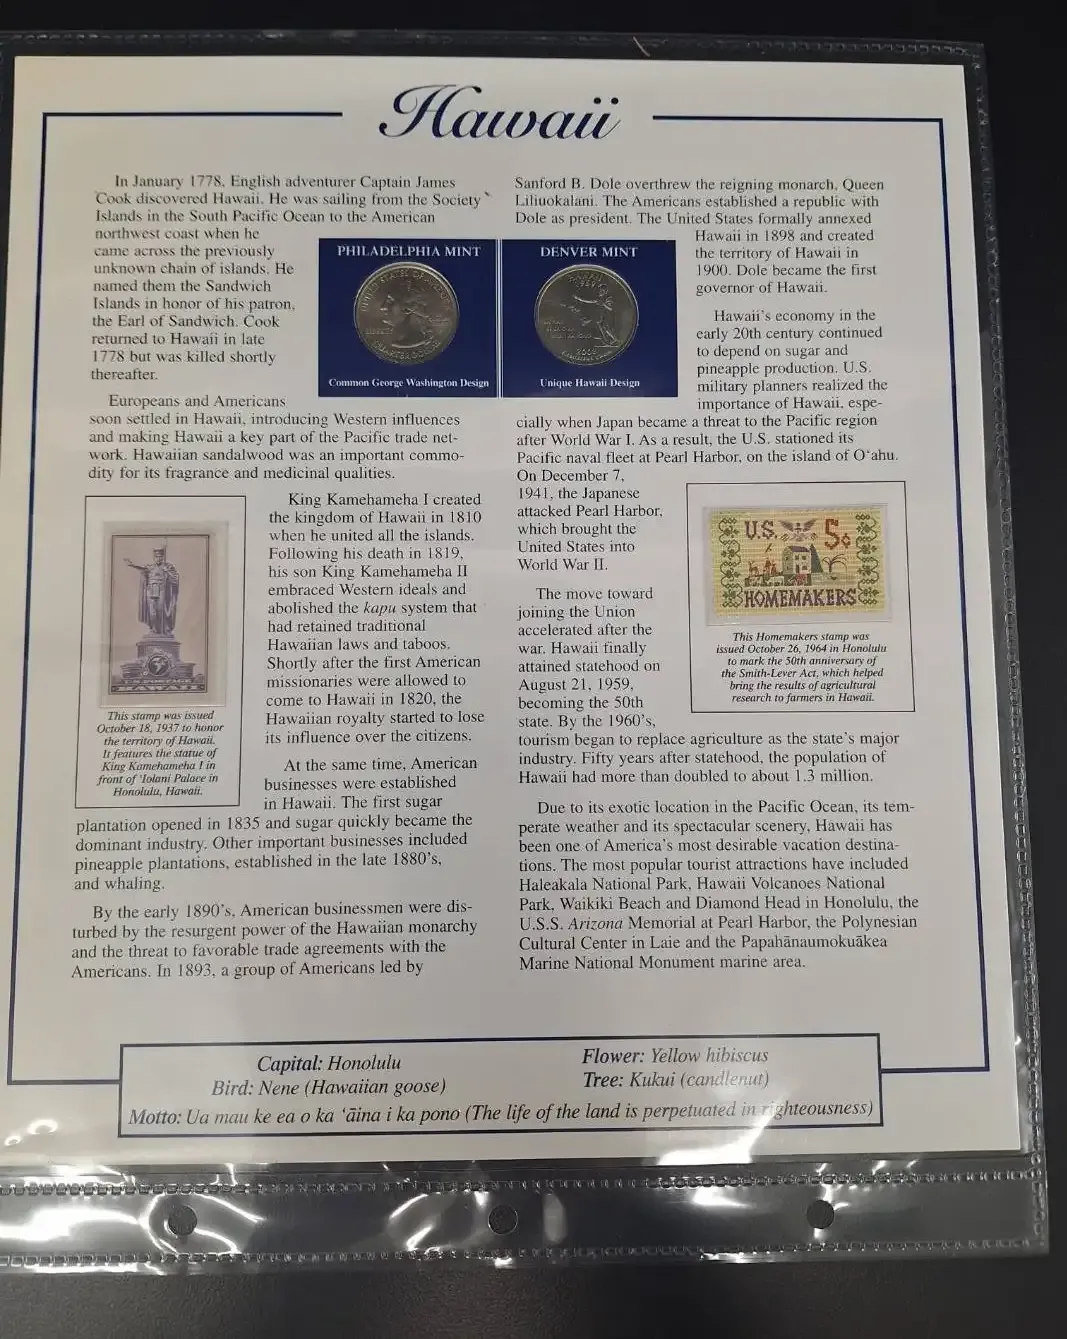 Hawaii
In January 1778, English adventurer Captain James
Cook discovered Hawaii. He was sailing from the Society
Islands in the South Pacific Ocean to the American
northwest coast when he
came across the previously
unknown chain of islands. He
named them the Sandwich
Islands in honor of his patron,
the Earl of Sandwich. Cook
returned to Hawaii in late
1778 but was killed shortly
thereafter.
Europeans and Americans
soon settled in Hawaii, introducing Western influences
and making Hawaii a key part of the Pacific trade net-
work. Hawaiian sandalwood was an important commo-
dity for its fragrance and medicinal qualities.
King Kamehameha I created
the kingdom of Hawaii in 1810
when he united all the islands.
Following his death in 1819,
his son King Kamehameha II
embraced Western ideals and
abolished the kapu system that
had retained traditional
Hawaiian laws and taboos.
Shortly after the first American
missionaries were allowed to
come to Hawaii in 1820, the
Hawaiian royalty started to lose
its influence over the citizens.
U.S. POSTAGE
HAWAII
This stamp was issued
October 18, 1937 to honor
the territory of Hawaii.
It features the statue of
King Kamehameha I in
front of 'Iolani Palace in
Honolulu, Hawaii.
At the same time, American
businesses were established
in Hawaii. The first sugar
plantation opened in 1835 and sugar quickly became the
dominant industry. Other important businesses included
pineapple plantations, established in the late 1880's,
and whaling.
By the early 1890's, American businessmen were dis-
turbed by the resurgent power of the Hawaiian monarchy
and the threat to favorable trade agreements with the
Americans. In 1893, a group of Americans led by
PHILADELPHIA MINT
QUARTER DOLLAR
Common George Washington Design
DENVER MINT
HAWAII
1959
Unique Hawaii Design
Sanford B. Dole overthrew the reigning monarch, Queen
Liliuokalani. The Americans established a republic with
Dole as president. The United States formally annexed
Hawaii in 1898 and created
the territory of Hawaii in
1900. Dole became the first
governor of Hawaii.
Hawaii's economy in the
early 20th century continued
to depend on sugar and
pineapple production. U.S.
military planners realized the
importance of Hawaii, espe-
cially when Japan became a threat to the Pacific region
after World War I. As a result, the U.S. stationed its
Pacific naval fleet at Pearl Harbor, on the island of O'ahu.
On December 7,
1941, the Japanese
attacked Pearl Harbor,
which brought the
United States into
World War II.
The move toward
joining the Union
accelerated after the
war. Hawaii finally
attained statehood on
August 21, 1959,
becoming the 50th
state. By the 1960's,
tourism began to replace agriculture as the state's major
industry. Fifty years after statehood, the population of
Hawaii had more than doubled to about 1.3 million.
U.S. 5¢
HOMEMAKERS
This Homemakers stamp was
issued October 26, 1964 in Honolulu
to mark the 50th anniversary of
the Smith-Lever Act, which helped
bring the results of agricultural
research to farmers in Hawaii.
Due to its exotic location in the Pacific Ocean, its tem-
perate weather and its spectacular scenery, Hawaii has
been one of America's most desirable vacation destina-
tions. The most popular tourist attractions have included
Haleakala National Park, Hawaii Volcanoes National
Park, Waikiki Beach and Diamond Head in Honolulu, the
U.S.S. Arizona Memorial at Pearl Harbor, the Polynesian
Cultural Center in Laie and the Papahānaumokuākea
Marine National Monument marine area.
Capital: Honolulu
Bird: Nene (Hawaiian goose)
Flower: Yellow hibiscus
Tree: Kukui (candlenut)
Motto: Ua mau ke ea o ka 'āina i ka pono (The life of the land is perpetuated in righteousness)